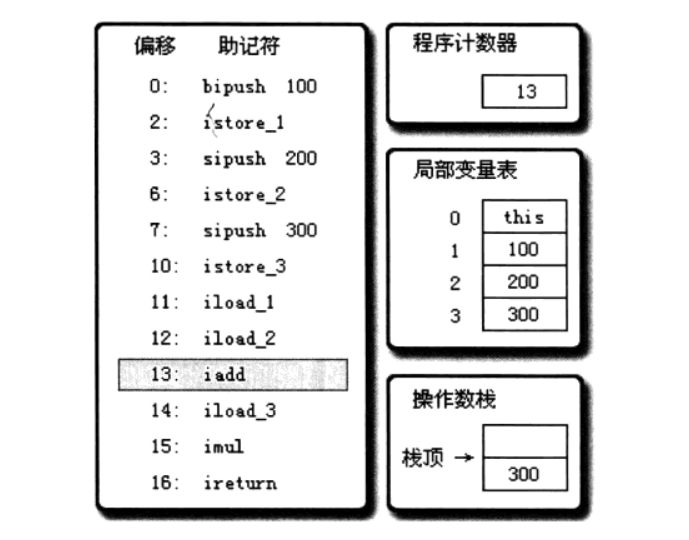 偏移 助记符
0: bipush 100
2: istore_1
3: sipush 200
6: istore_2
7: sipush 300
10: istore_3
11: iload_1
12: iload_2
13: iadd
14: iload_3
15: imul
16: ireturn
程序计数器
13
局部变量表
0 this
1 100
2 200
3 300
操作数栈
栈顶 →
300